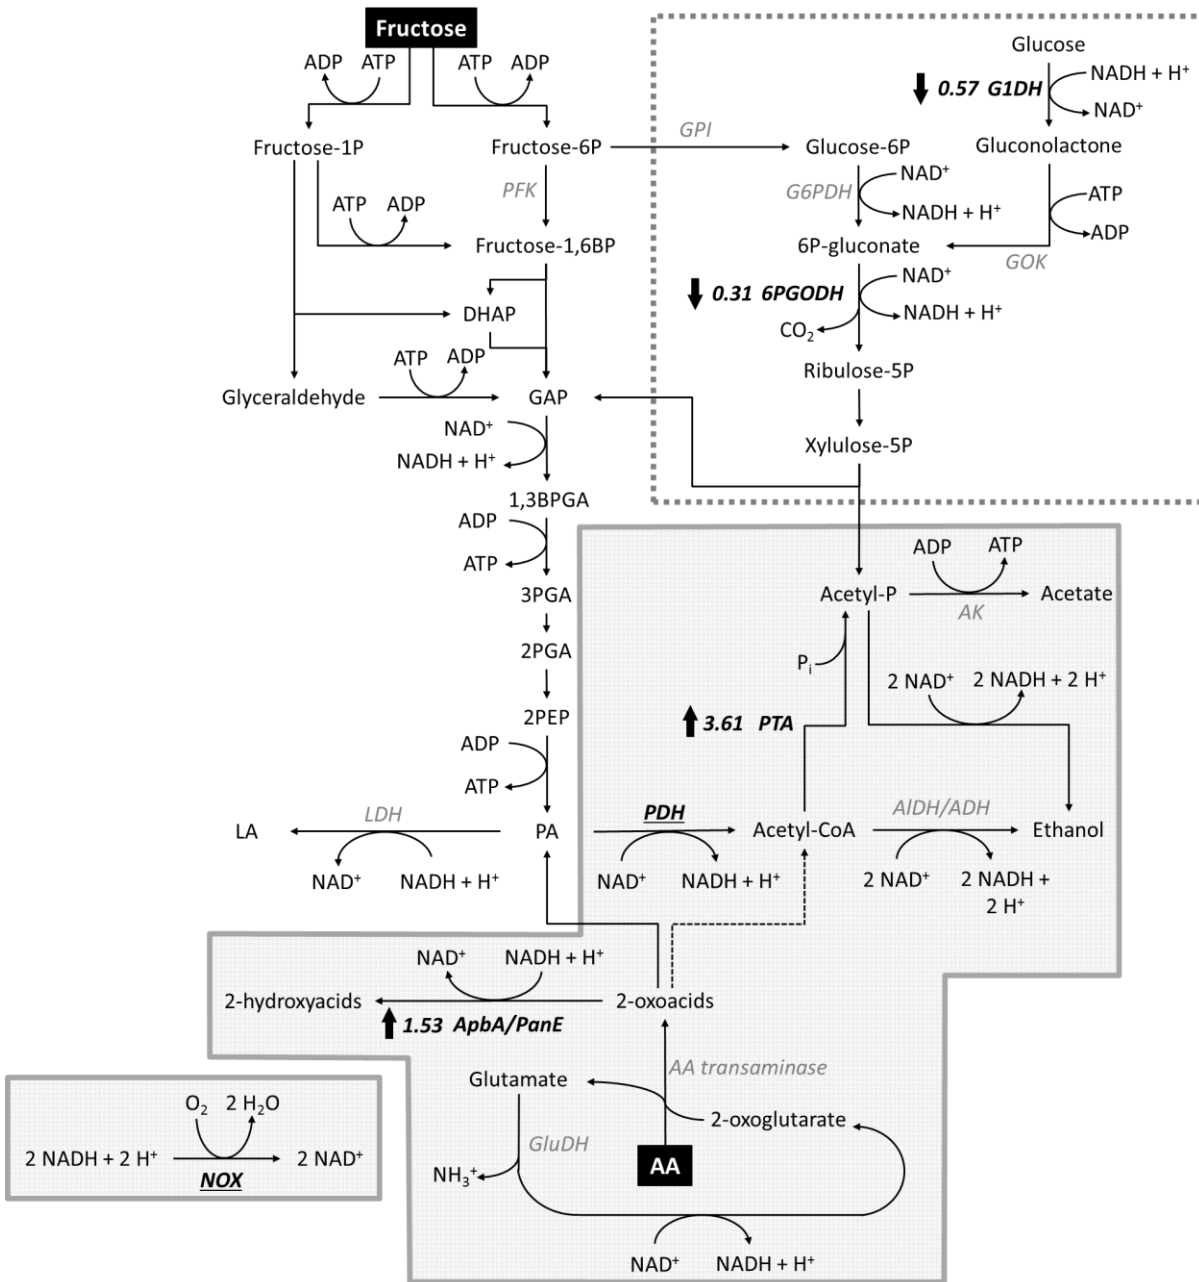 Fructose
ADP ATP ATP ADP
Glucose
0.57 G1DH
NADH + H⁺
NAD⁺
Fructose-1P
Fructose-6P
GPI
Glucose-6P
Gluconolactone
PFK
G6PDH
NAD⁺
NADH + H⁺
ATP
ADP
ATP ADP
Fructose-1,6BP
6P-gluconate
GOK
0.31 6PGODH
NAD⁺
NADH + H⁺
CO₂
DHAP
ATP ADP
Ribulose-5P
Glyceraldehyde
GAP
NAD⁺
NADH + H⁺
Xylulose-5P
1,3BPGA
ADP
ATP
ADP ATP
3PGA
Acetyl-P
AK
Acetate
2PGA
Pᵢ
2 NAD⁺ 2 NADH + 2 H⁺
2PEP
3.61 PTA
ADP
ATP
LA
LDH
PA
PDH
Acetyl-CoA
AlDH/ADH
Ethanol
NAD⁺ NADH + H⁺
NAD⁺ NADH + H⁺
2 NAD⁺ 2 NADH +
2 H⁺
NAD⁺ NADH + H⁺
2-hydroxyacids
2-oxoacids
1.53 ApbA/PanE
AA transaminase
Glutamate
2-oxoglutarate
GluDH
AA
NH₃⁺
NAD⁺ NADH + H⁺
O₂ 2 H₂O
2 NADH + 2 H⁺ 2 NAD⁺
NOX